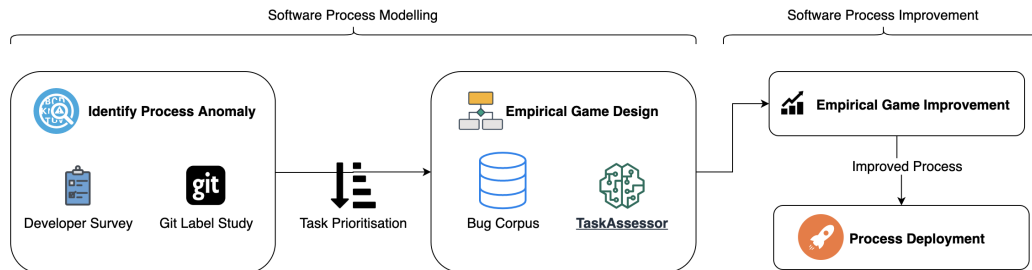 Software Process Modelling
Software Process Improvement
Identify Process Anomaly
Developer Survey
git
Git Label Study
Task Prioritisation
Empirical Game Design
Bug Corpus
TaskAssessor
Empirical Game Improvement
Improved Process
Process Deployment